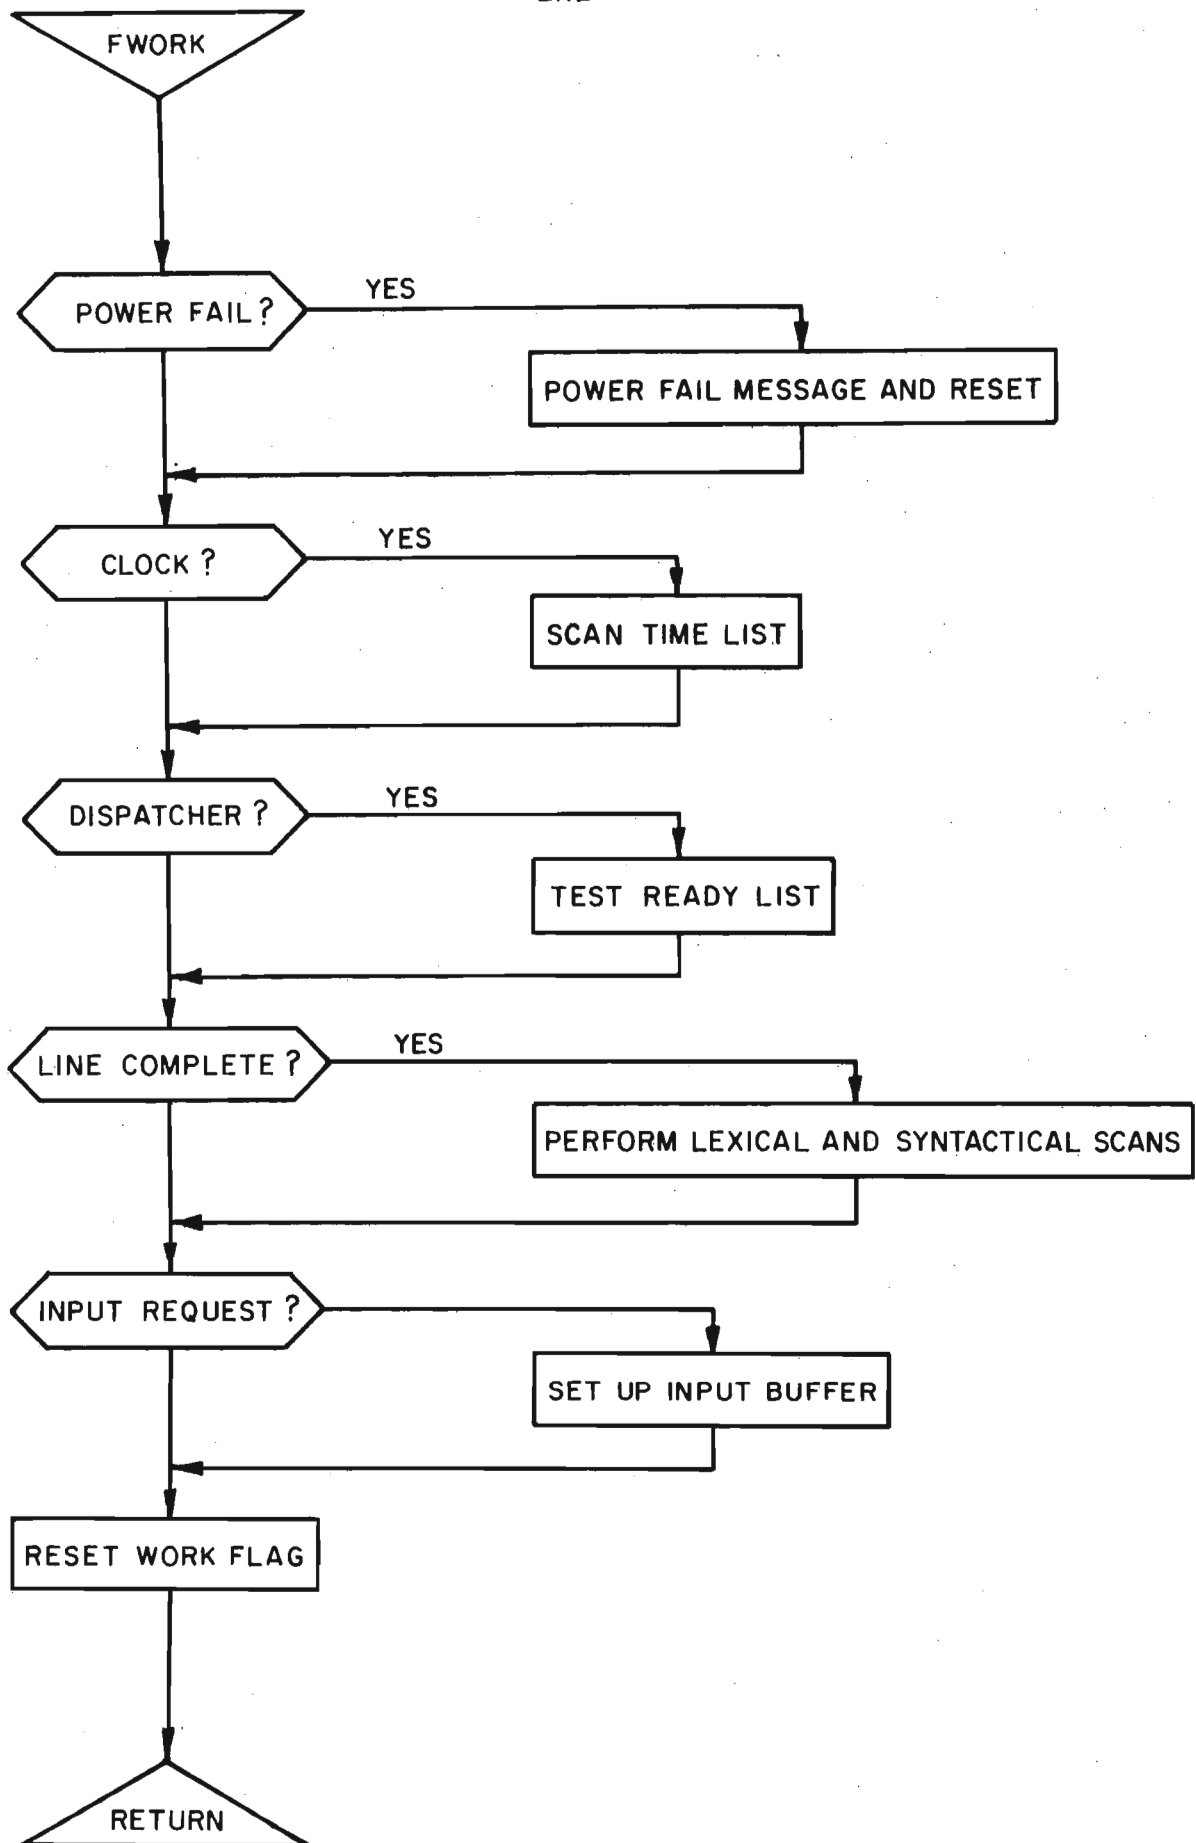 FWORK
POWER FAIL?
YES
POWER FAIL MESSAGE AND RESET
CLOCK?
YES
SCAN TIME LIST
DISPATCHER?
YES
TEST READY LIST
LINE COMPLETE?
YES
PERFORM LEXICAL AND SYNTACTICAL SCANS
INPUT REQUEST?
SET UP INPUT BUFFER
RESET WORK FLAG
RETURN